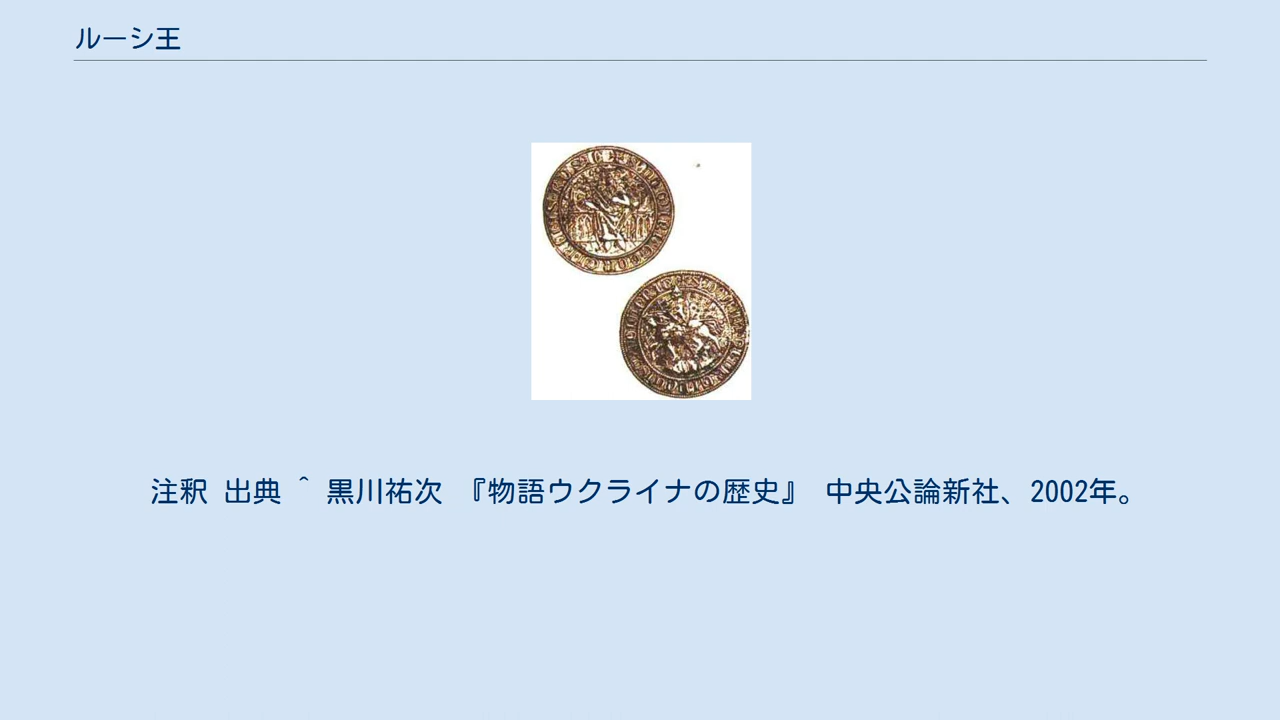 ルーシ王
注釈 出典 ^ 黒川祐次 『物語ウクライナの歴史』 中央公論新社、2002年。